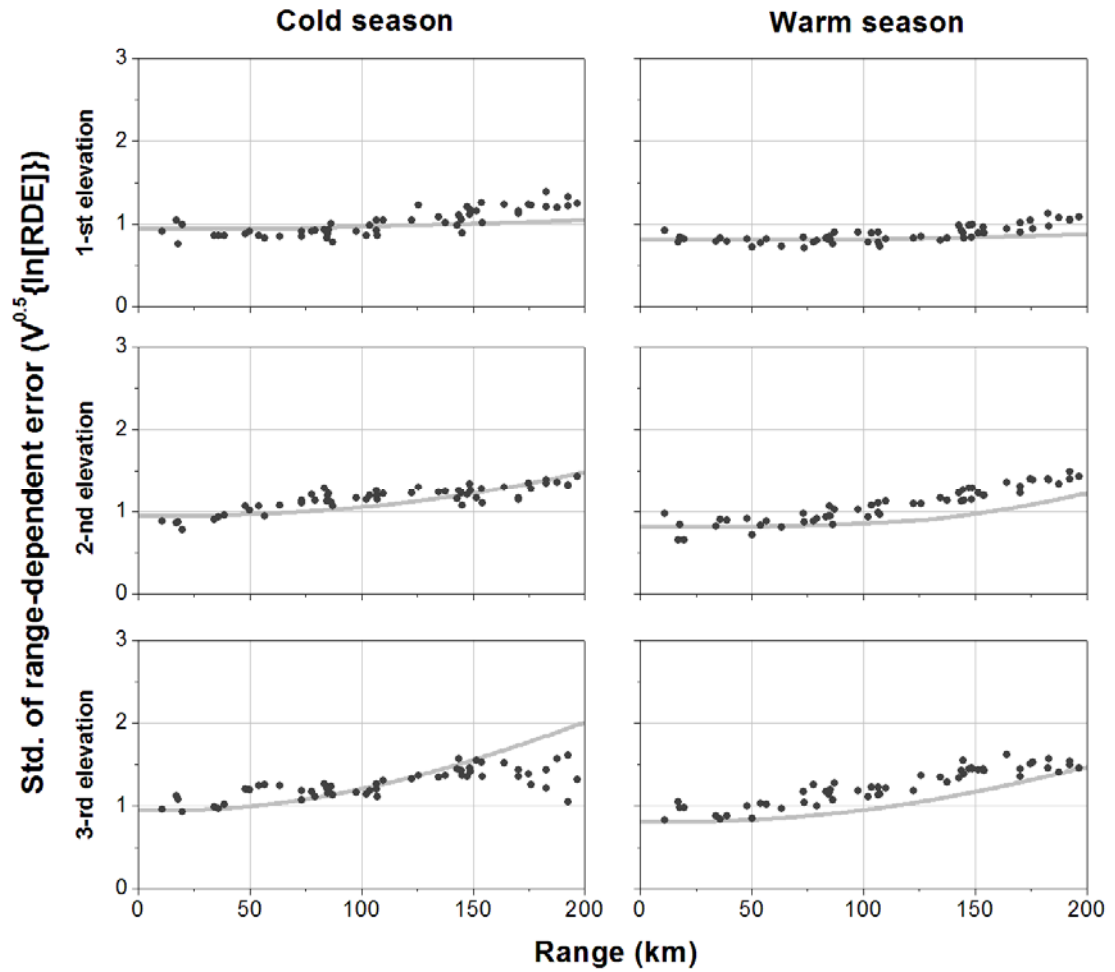 Cold season
Warm season
Std. of range-dependent error (V^0.5{ln[RDE]})
1-st elevation
3
2
1
0
2-nd elevation
3
2
1
0
3-rd elevation
3
2
1
0
0 50 100 150 200
0 50 100 150 200
Range (km)